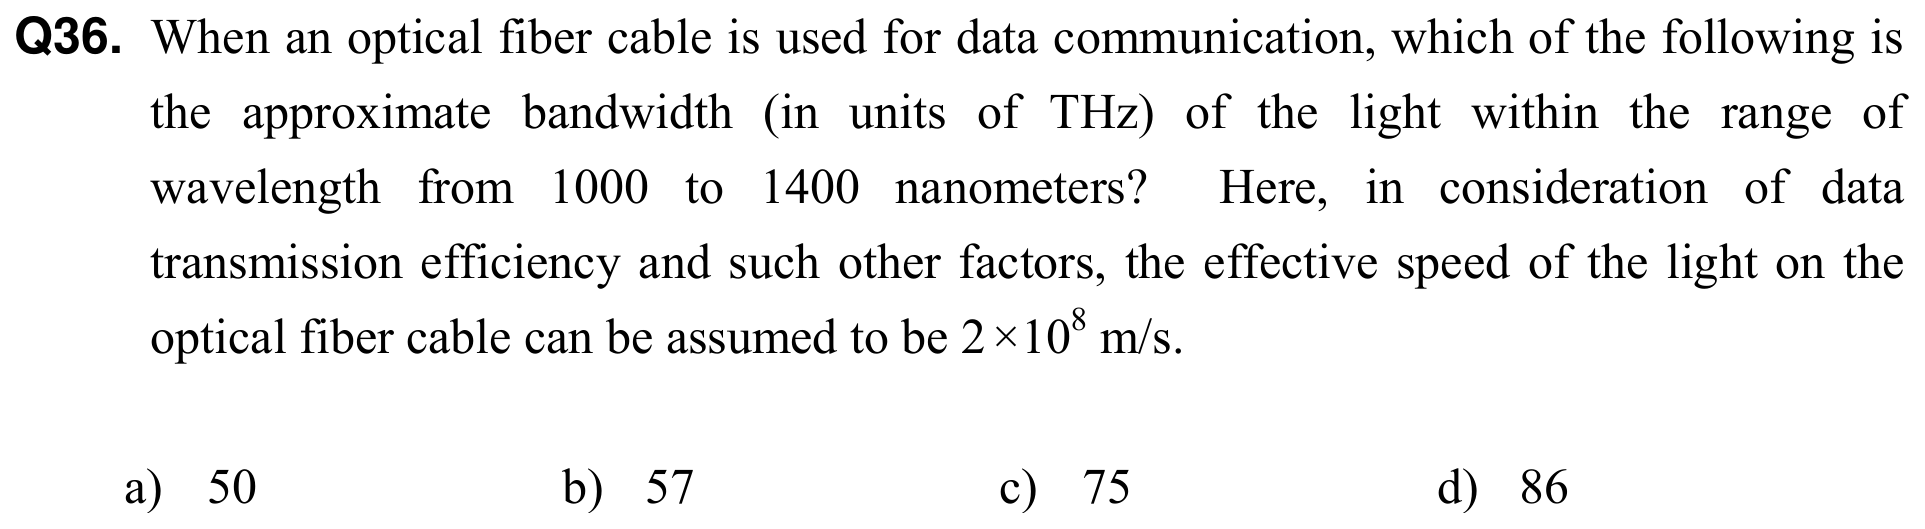 Q36. When an optical fiber cable is used for data communication, which of the following is
the approximate bandwidth (in units of THz) of the light within the range of
wavelength from 1000 to 1400 nanometers? Here, in consideration of data
transmission efficiency and such other factors, the effective speed of the light on the
optical fiber cable can be assumed to be 2×10⁸ m/s.
a) 50 b) 57 c) 75 d) 86